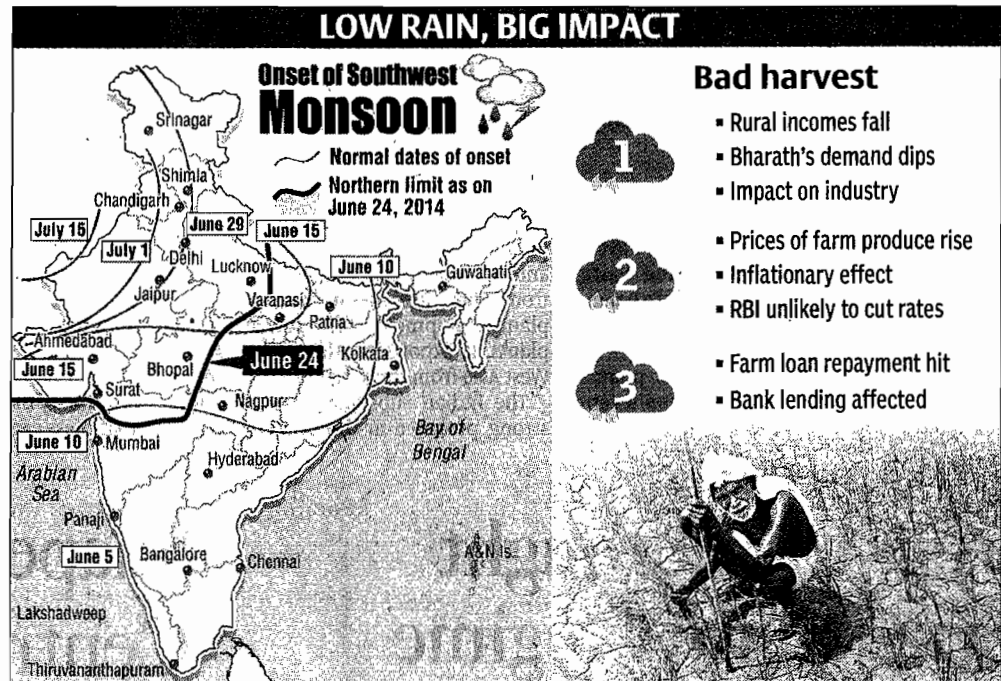 LOW RAIN, BIG IMPACT
Onset of Southwest
Monsoon
Normal dates of onset
Northern limit as on
June 24, 2014
Srinagar
Shimla
Chandigarh
July 15
July 1
June 29
June 15
Delhi
Lucknow
June 10
Guwahati
Jaipur
Varanasi
Patna
Ahmedabad
June 15
Bhopal
June 24
Kolkata
Surat
Nagpur
June 10
Mumbai
Bay of
Bengal
Arabian
Sea
Hyderabad
Panaji
June 5
Bangalore
Chennai
A&N Is.
Lakshadweep
Thiruvananthapuram
Bad harvest
1
▪ Rural incomes fall
▪ Bharath's demand dips
▪ Impact on industry
2
▪ Prices of farm produce rise
▪ Inflationary effect
▪ RBI unlikely to cut rates
3
▪ Farm loan repayment hit
▪ Bank lending affected